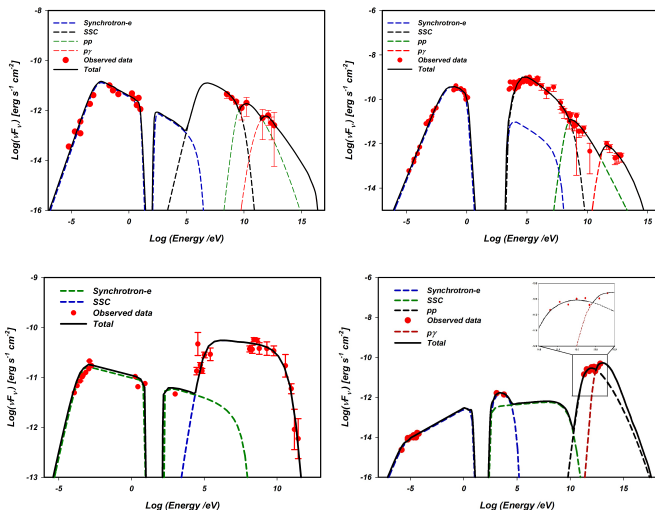 -8
-10
-12
-14
-16
Log(νFν) [erg s⁻¹ cm⁻²]
Synchrotron-e
SSC
pp
pγ
Observed data
Total
-5 0 5 10 15
Log (Energy /eV)
-6
-8
-10
-12
-14
Log(νFν) [erg s⁻¹ cm⁻²]
Synchrotron-e
SSC
pp
pγ
Observed data
Total
-5 0 5 10 15
Log (Energy /eV)
-9
-10
-11
-12
-13
Log(νFν) [erg s⁻¹ cm⁻²]
Synchrotron-e
SSC
Observed data
Total
-5 0 5 10
Log (Energy/eV)
-6
-8
-10
-12
-14
-16
Log(νFν) [erg s⁻¹ cm⁻²]
Synchrotron-e
SSC
pp
Observed data
pγ
Total
-5 0 5 10 15
Log (Energy/eV)